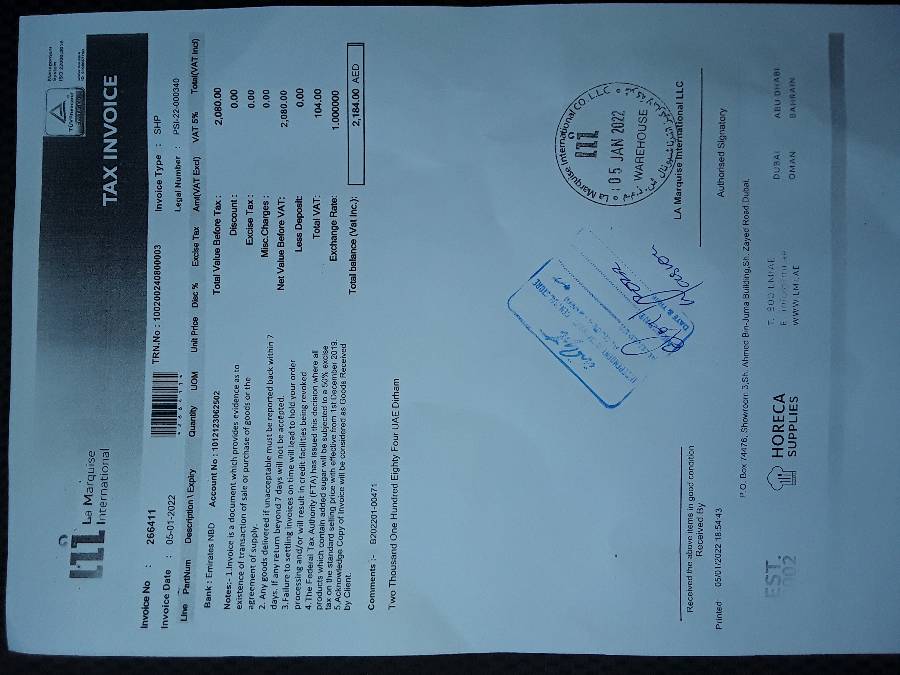 La Marquise
International
TAX INVOICE
TÜV
Management
System
ISO 22000:2018
Invoice No : 266411
TRN.No : 100200240800003
Invoice Type : SHP
Invoice Date : 05-01-2022
Legal Number : PSI-22-000340
Line PartNum Description \ Expiry Quantity UOM Unit Price Disc % Excise Tax Amt(VAT Excl) VAT 5% Total(VAT Incl)
Bank : Emirates NBD Account No : 1012123062502
Total Value Before Tax : 2,080.00
Discount : 0.00
Excise Tax : 0.00
Misc.Charges : 0.00
Net Value Before VAT: 2,080.00
Less Deposit: 0.00
Total VAT: 104.00
Exchange Rate: 1.000000
Total balance (Vat Inc.): 2,184.00 AED
Notes:- 1.Invoice is a document which provides evidence as to
existence of transaction of sale or purchase of goods or the
agreement of supply.
2. Any goods delivered if unacceptable must be reported back within 7
days. If any return beyond 7 days will not be accepted.
3.Failure to settling invoices on time will lead to hold your order
processing and/or will result in credit facilities being revoked
4.The Federal Tax Authority (FTA) has issued this decision where all
products which contain added sugar will be subjected to a 50% excise
tax on the standard selling price with effective from 1st December 2019.
5.Acknowledge Copy of Invoice will be considered as Goods Received
by Client.
Comments :- B202201-00471
Two Thousand One Hundred Eighty Four UAE Dirham
La Marquise International CO. L.L.C.
05 JAN 2022
WAREHOUSE
DATE & TIME
Received the above items in good condition
Received By
LA Marquise International LLC
Authorised Signatory
Printed 05/01/2022 18:54:43
P.O. Box 74476, Showroom 3,Sh. Ahmed Bin-Juma Building,Sh. Zayed Road Dubai,
EST.
2002
HORECA
SUPPLIES
T. 800 LMI.AE
WWW.LMI.AE
DUBAI
OMAN
ABU DHABI
BAHRAIN